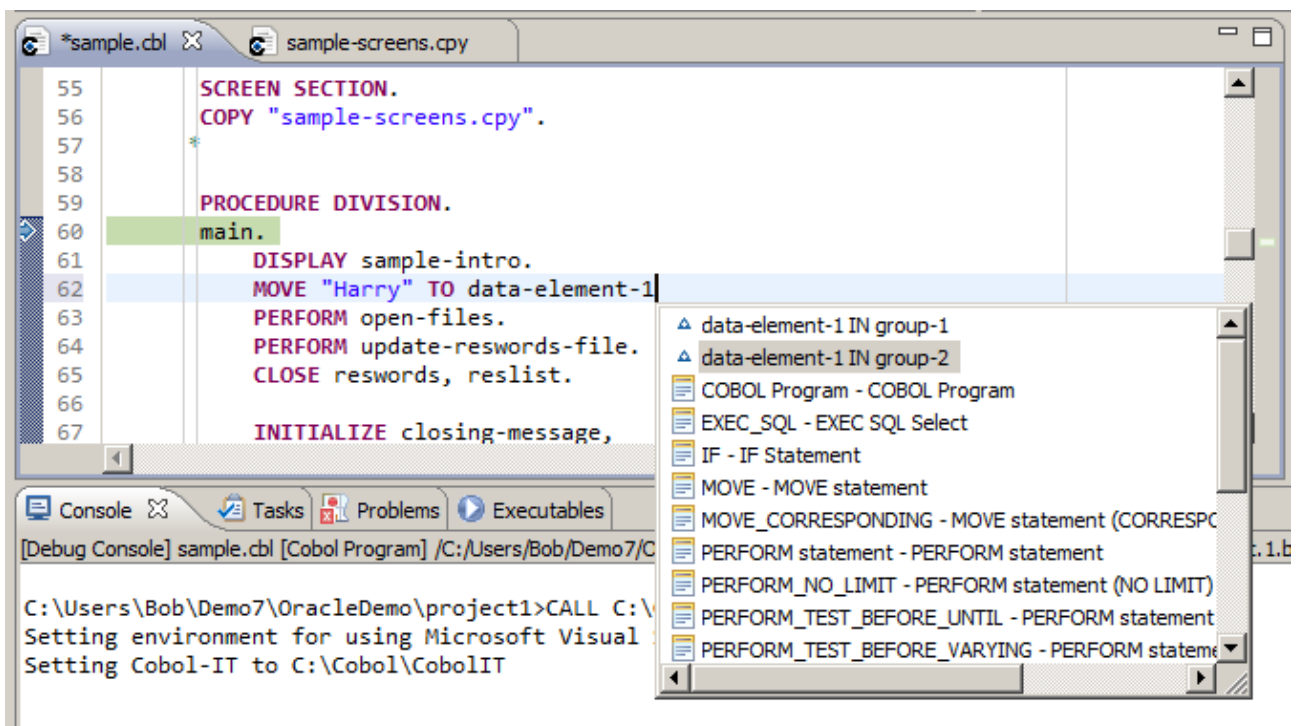 *sample.cbl sample-screens.cpy
55 SCREEN SECTION.
56 COPY "sample-screens.cpy".
57 *
58
59 PROCEDURE DIVISION.
60 main.
61 DISPLAY sample-intro.
62 MOVE "Harry" TO data-element-1
63 PERFORM open-files.
64 PERFORM update-reswords-file.
65 CLOSE reswords, reslist.
66
67 INITIALIZE closing-message,
data-element-1 IN group-1
data-element-1 IN group-2
COBOL Program - COBOL Program
EXEC_SQL - EXEC SQL Select
IF - IF Statement
MOVE - MOVE statement
MOVE_CORRESPONDING - MOVE statement (CORRESPO
PERFORM statement - PERFORM statement
PERFORM_NO_LIMIT - PERFORM statement (NO LIMIT)
PERFORM_TEST_BEFORE_UNTIL - PERFORM statement
PERFORM_TEST_BEFORE_VARYING - PERFORM stateme
Console Tasks Problems Executables
[Debug Console] sample.cbl [Cobol Program] /C:/Users/Bob/Demo7/O t.1.b
C:\Users\Bob\Demo7\OracleDemo\project1>CALL C:\
Setting environment for using Microsoft Visual
Setting Cobol-IT to C:\Cobol\CobolIT